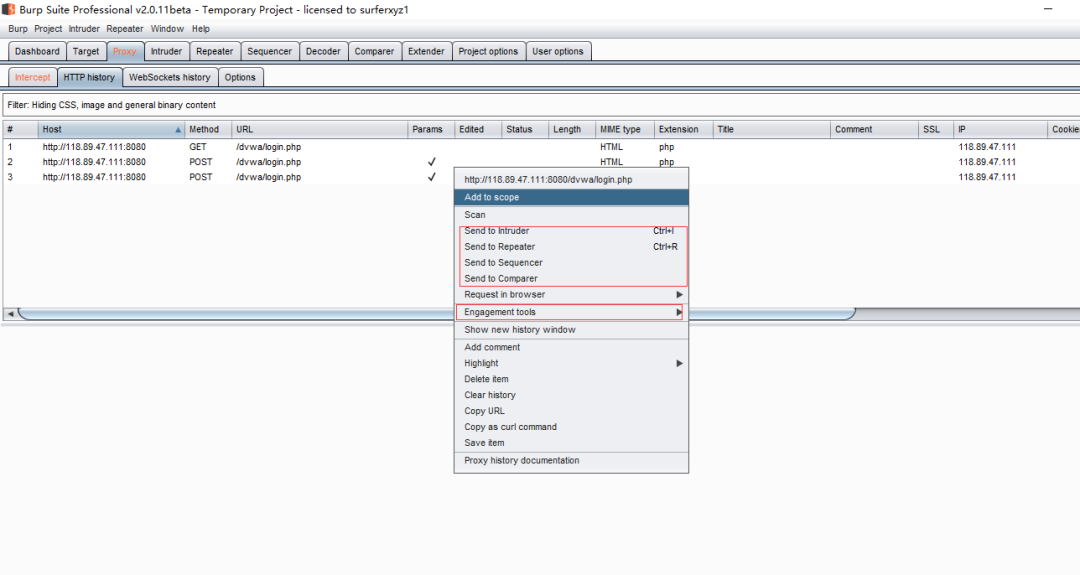 Burp Suite Professional v2.0.11beta - Temporary Project - licensed to surferxyz1
Burp Project Intruder Repeater Window Help
Dashboard Target Proxy Intruder Repeater Sequencer Decoder Comparer Extender Project options User options
Intercept HTTP history WebSockets history Options
Filter: Hiding CSS, image and general binary content
# Host Method URL Params Edited Status Length MIME type Extension Title Comment SSL IP Cookie
1 http://118.89.47.111:8080 GET /dvwa/login.php HTML php 118.89.47.111
2 http://118.89.47.111:8080 POST /dvwa/login.php ✓ HTML php 118.89.47.111
3 http://118.89.47.111:8080 POST /dvwa/login.php ✓ 118.89.47.111
http://118.89.47.111:8080/dvwa/login.php
Add to scope
Scan
Send to Intruder Ctrl+I
Send to Repeater Ctrl+R
Send to Sequencer
Send to Comparer
Request in browser
Engagement tools
Show new history window
Add comment
Highlight
Delete item
Clear history
Copy URL
Copy as curl command
Save item
Proxy history documentation